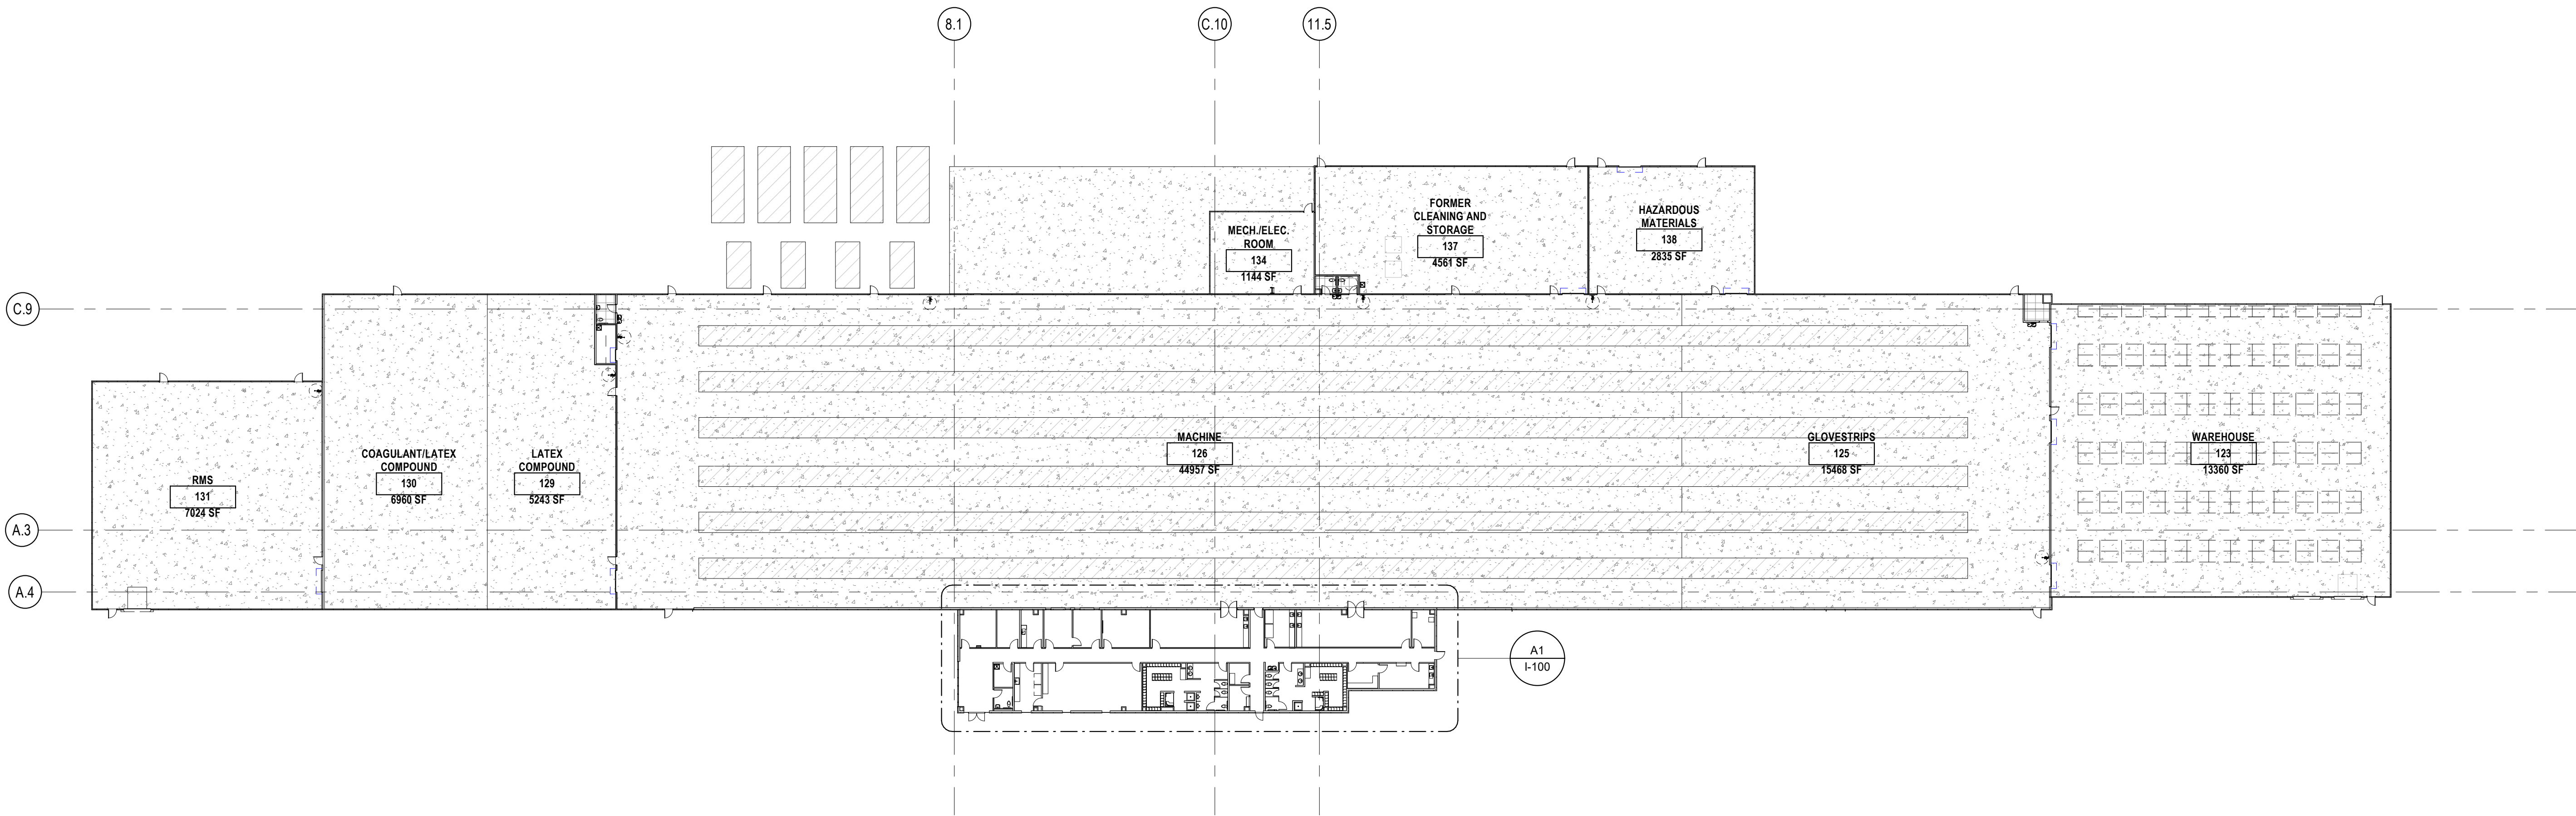 8.1
C.10
11.5
C.9
A.3
A.4
MECH./ELEC.
ROOM
134
1144 SF
FORMER
CLEANING AND
STORAGE
137
4561 SF
HAZARDOUS
MATERIALS
138
2835 SF
RMS
131
7024 SF
COAGULANT/LATEX
COMPOUND
130
6960 SF
LATEX
COMPOUND
129
5243 SF
MACHINE
126
44957 SF
GLOVESTRIPS
125
15468 SF
WAREHOUSE
123
13360 SF
A1
I-100